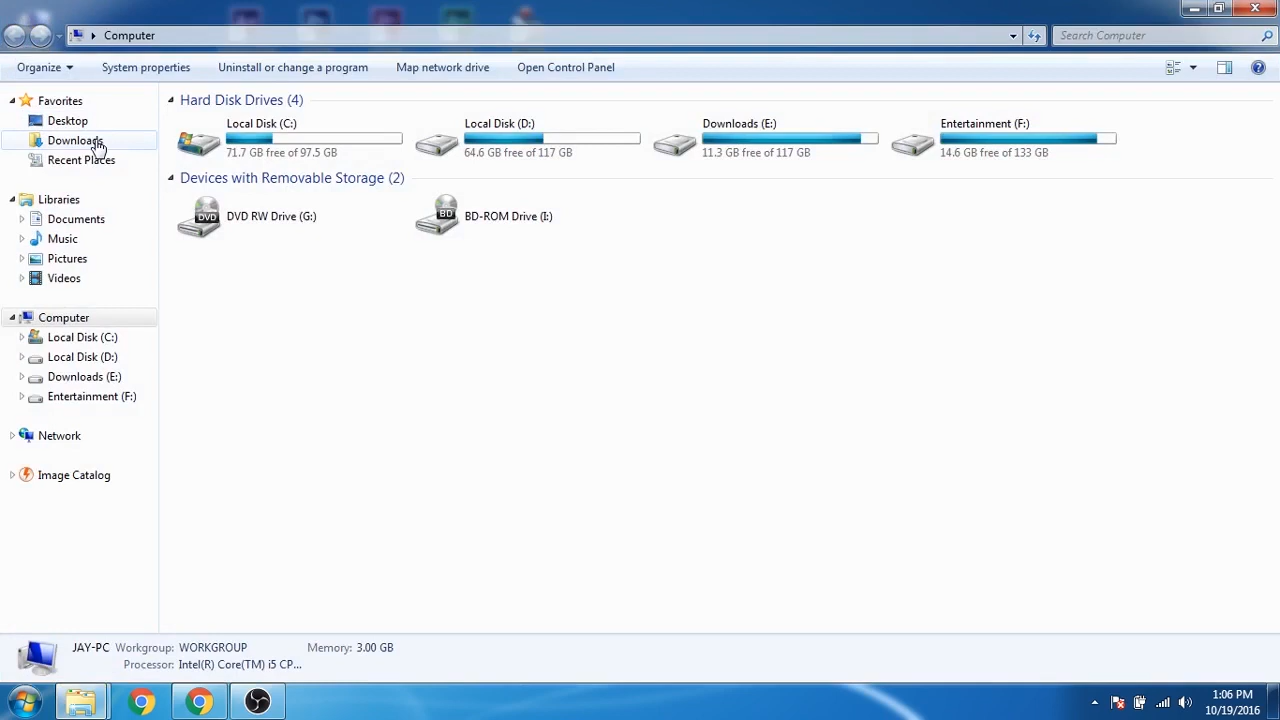 Computer
Search Computer
Organize
System properties
Uninstall or change a program
Map network drive
Open Control Panel
Favorites
Desktop
Downloads
Recent Places
Libraries
Documents
Music
Pictures
Videos
Computer
Local Disk (C:)
Local Disk (D:)
Downloads (E:)
Entertainment (F:)
Network
Image Catalog
Hard Disk Drives (4)
Local Disk (C:)
71.7 GB free of 97.5 GB
Local Disk (D:)
64.6 GB free of 117 GB
Downloads (E:)
11.3 GB free of 117 GB
Entertainment (F:)
14.6 GB free of 133 GB
Devices with Removable Storage (2)
DVD
DVD RW Drive (G:)
BD
BD-ROM Drive (I:)
JAY-PC Workgroup: WORKGROUP Memory: 3.00 GB
Processor: Intel(R) Core(TM) i5 CP...
1:06 PM
10/19/2016